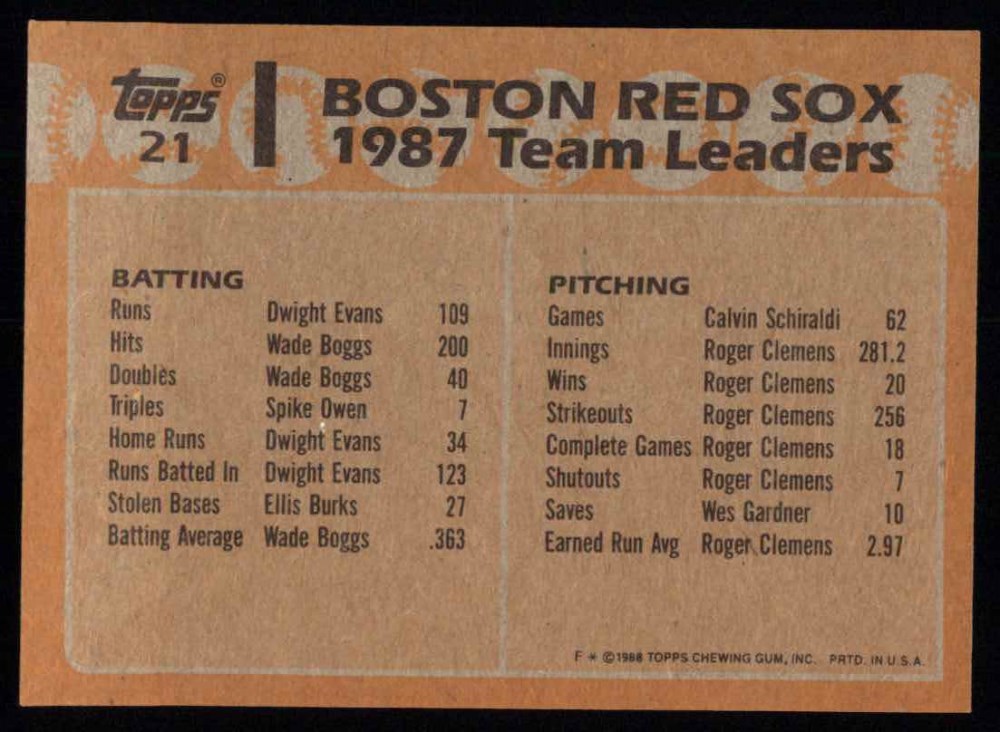 Topps®
21
BOSTON RED SOX
1987 Team Leaders
BATTING
Runs Dwight Evans 109
Hits Wade Boggs 200
Doubles Wade Boggs 40
Triples Spike Owen 7
Home Runs Dwight Evans 34
Runs Batted In Dwight Evans 123
Stolen Bases Ellis Burks 27
Batting Average Wade Boggs .363
PITCHING
Games Calvin Schiraldi 62
Innings Roger Clemens 281.2
Wins Roger Clemens 20
Strikeouts Roger Clemens 256
Complete Games Roger Clemens 18
Shutouts Roger Clemens 7
Saves Wes Gardner 10
Earned Run Avg Roger Clemens 2.97
F * ©1988 TOPPS CHEWING GUM, INC. PRTD. IN U.S.A.